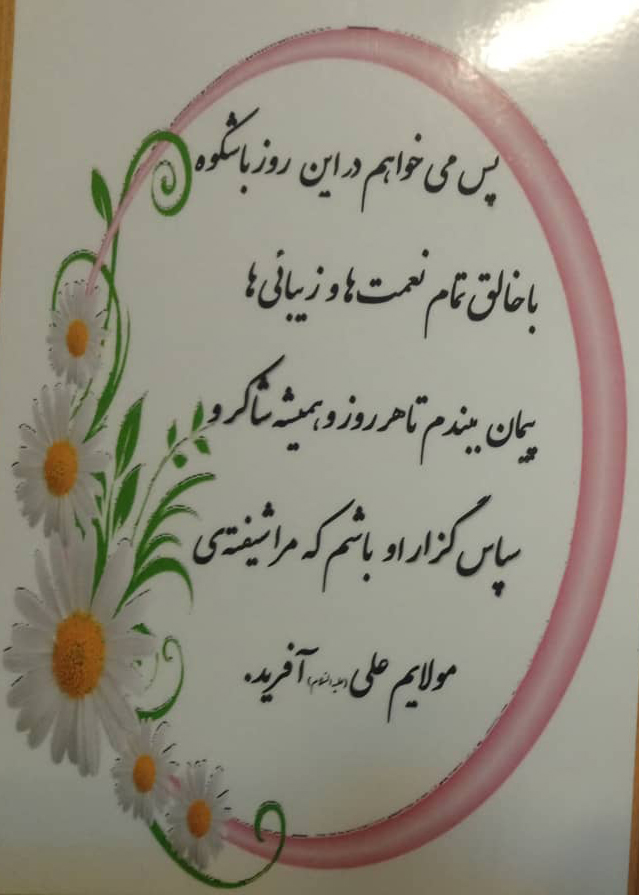 پس می خواهم در این روز باشکوه
با خالق تمام نعمت ها و زیبائی ها
پیمان ببندم تا هر روز و همیشه شاکر و
سپاس گزار او باشم که مرا شیفته ی
مولایم علی (علیه السلام) آفرید.